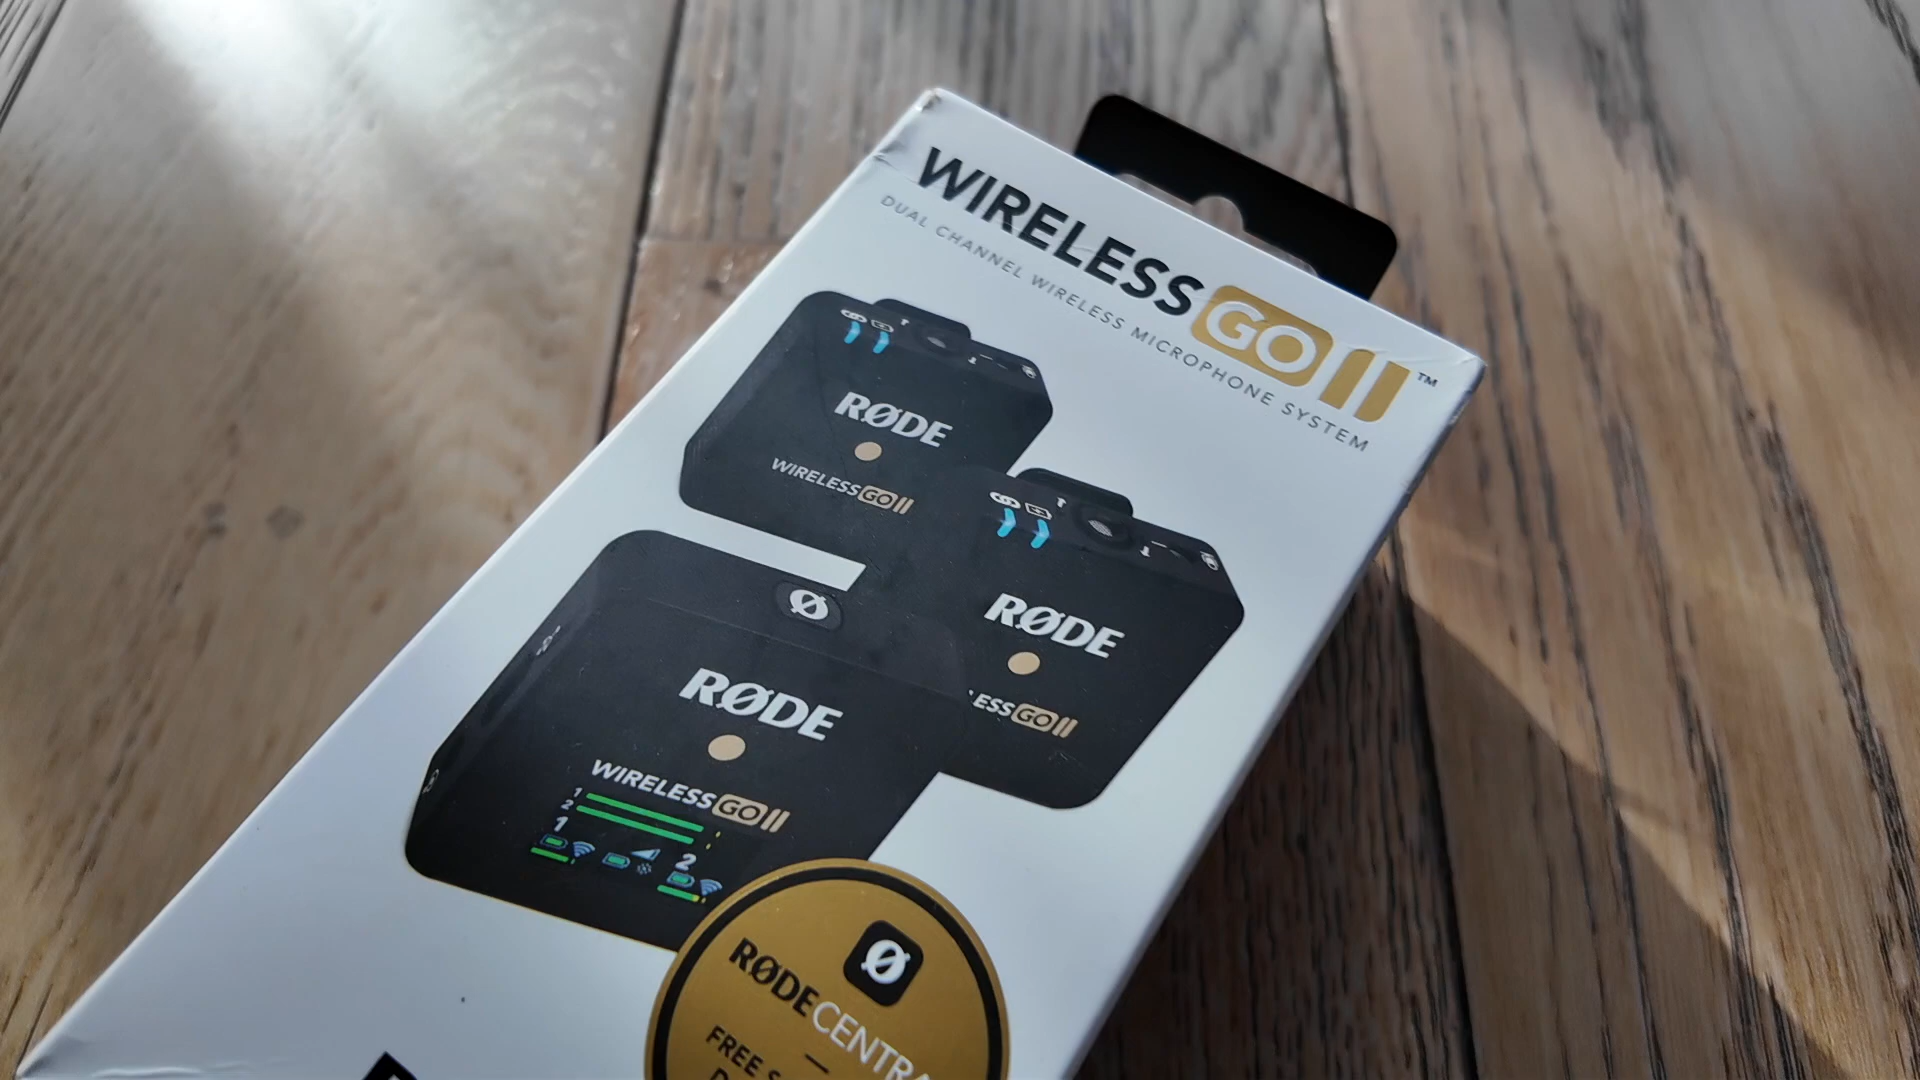 WIRELESS GO II™
DUAL CHANNEL WIRELESS MICROPHONE SYSTEM
RØDE
WIRELESS GO II
RØDE
ESS GO II
RØDE
WIRELESS GO II
1
2
1
2
RØDE CENTRA
FREE